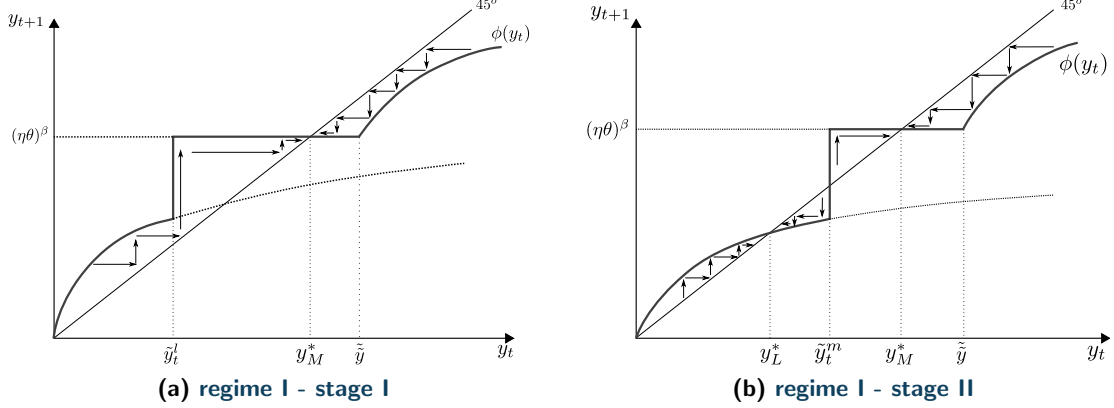 y_{t+1}
45°
ϕ(y_t)
(ηθ)^β
ỹ_t^l
y_M^*
ỹ̃
y_t
(a) regime I - stage I
y_{t+1}
45°
ϕ(y_t)
(ηθ)^β
y_L^*
ỹ_t^m
y_M^*
ỹ̃
y_t
(b) regime I - stage II